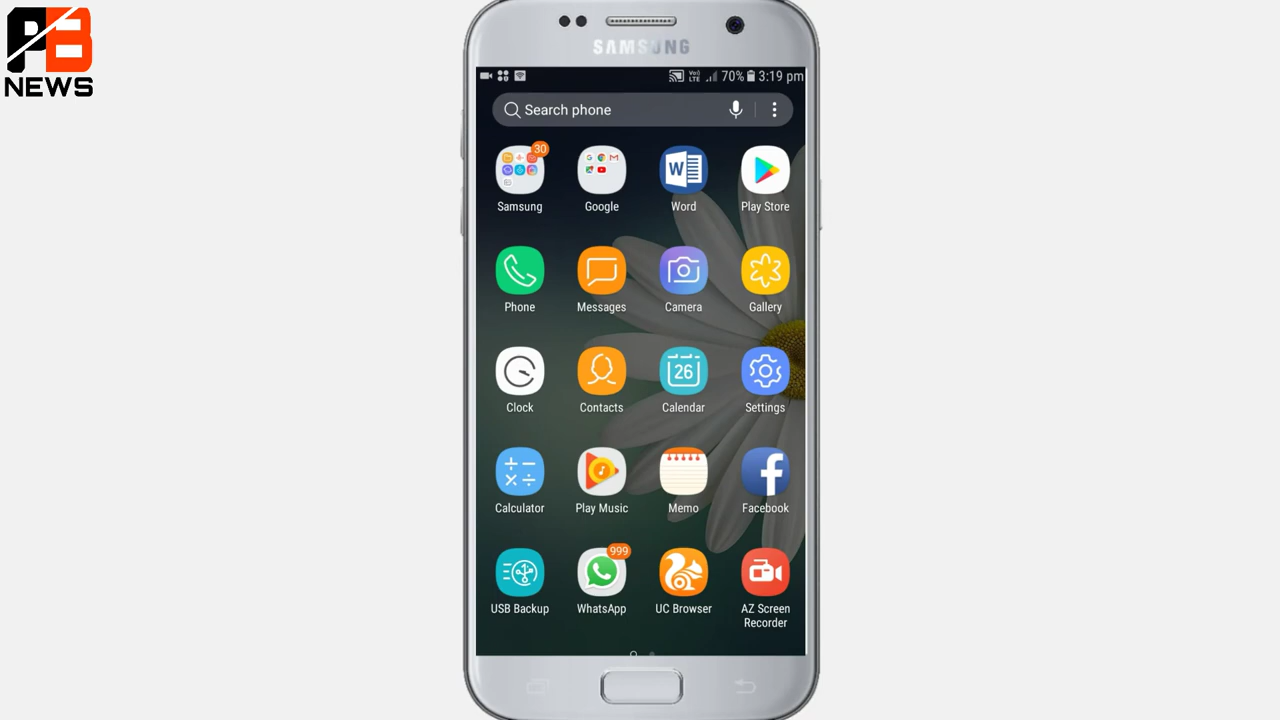 PB
NEWS
SAMSUNG
VoI LTE 70% 3:19 pm
Search phone
30
Samsung Google Word Play Store
Phone Messages Camera Gallery
26
Clock Contacts Calendar Settings
Calculator Play Music Memo Facebook
999
USB Backup WhatsApp UC Browser AZ Screen
Recorder